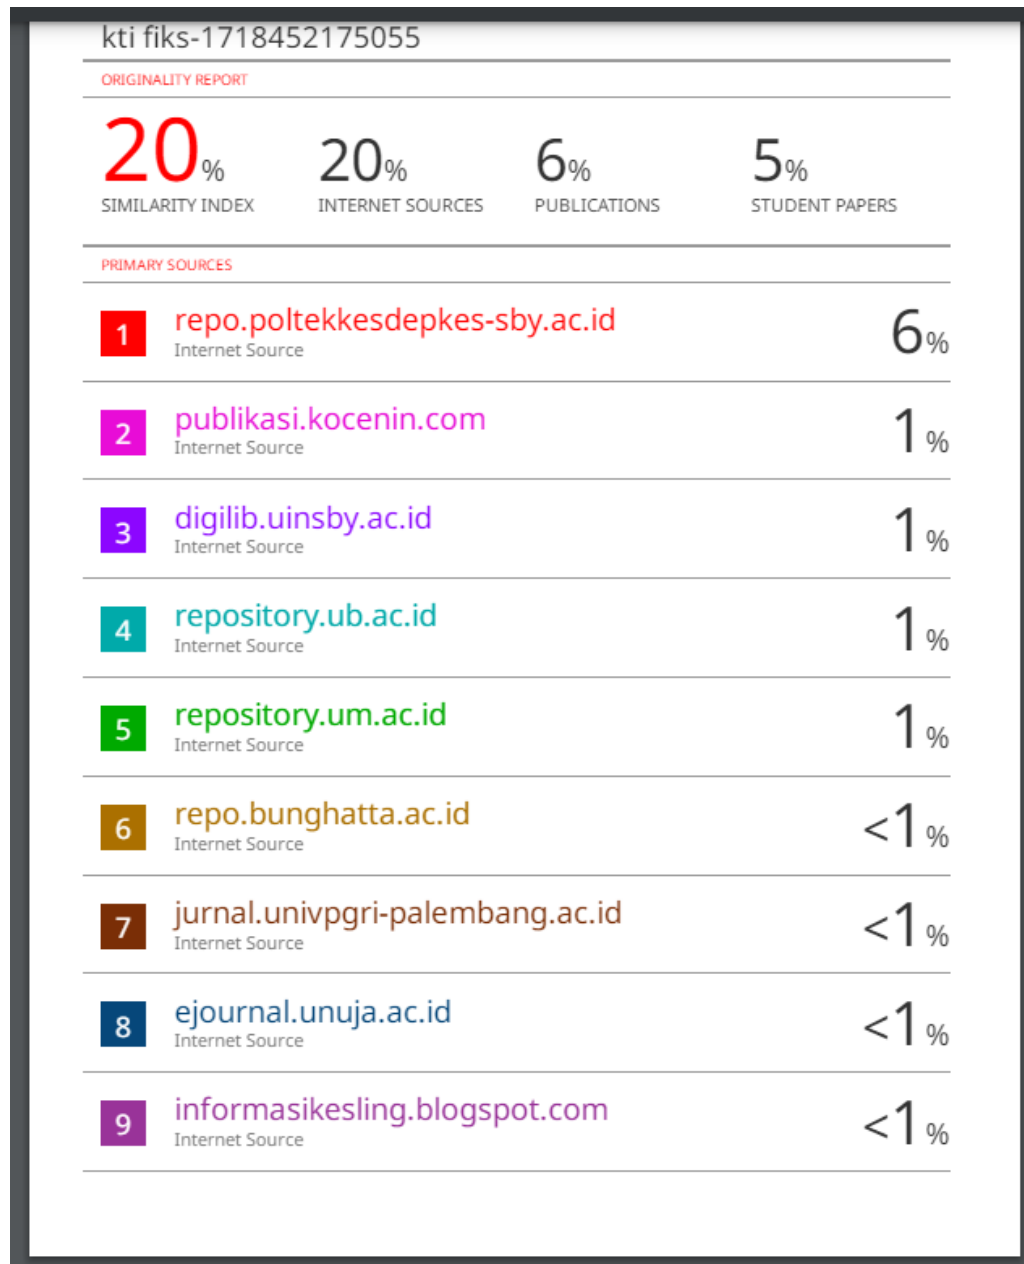 kti fiks-1718452175055
ORIGINALITY REPORT
20% 20% 6% 5%
SIMILARITY INDEX INTERNET SOURCES PUBLICATIONS STUDENT PAPERS
PRIMARY SOURCES
1 repo.poltekkesdepkes-sby.ac.id 6%
Internet Source
2 publikasi.kocenin.com 1%
Internet Source
3 digilib.uinsby.ac.id 1%
Internet Source
4 repository.ub.ac.id 1%
Internet Source
5 repository.um.ac.id 1%
Internet Source
6 repo.bunghatta.ac.id <1%
Internet Source
7 jurnal.univpgri-palembang.ac.id <1%
Internet Source
8 ejournal.unuja.ac.id <1%
Internet Source
9 informasikesling.blogspot.com <1%
Internet Source